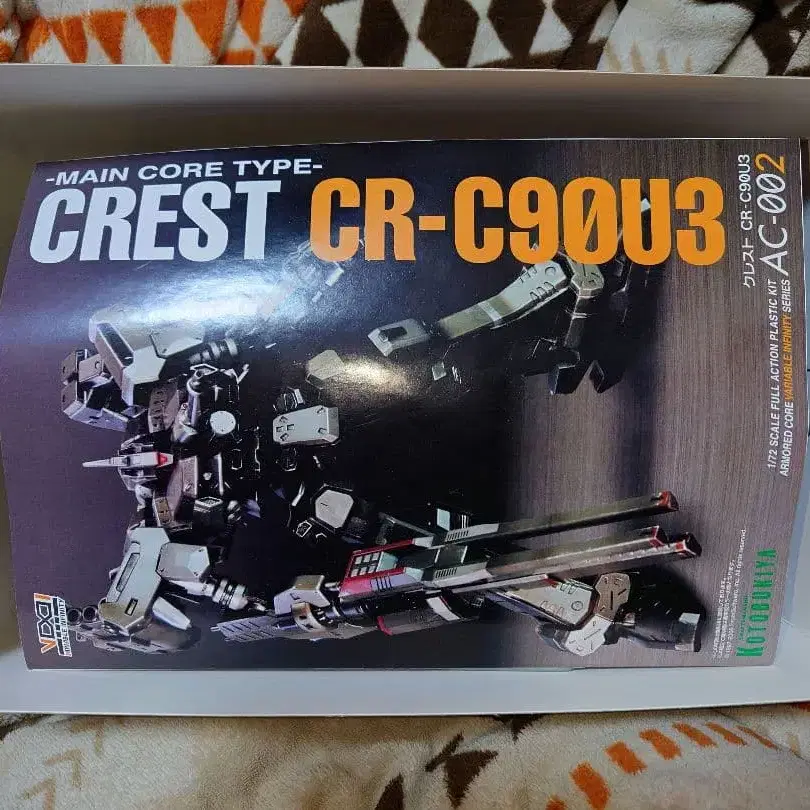 -MAIN CORE TYPE-
CREST CR-C90U3
クレスト CR-C90U3
AC-002
1/72 SCALE FULL ACTION PLASTIC KIT
ARMORED CORE VARIABLE INFINITY SERIES
KOTOBUKIYA